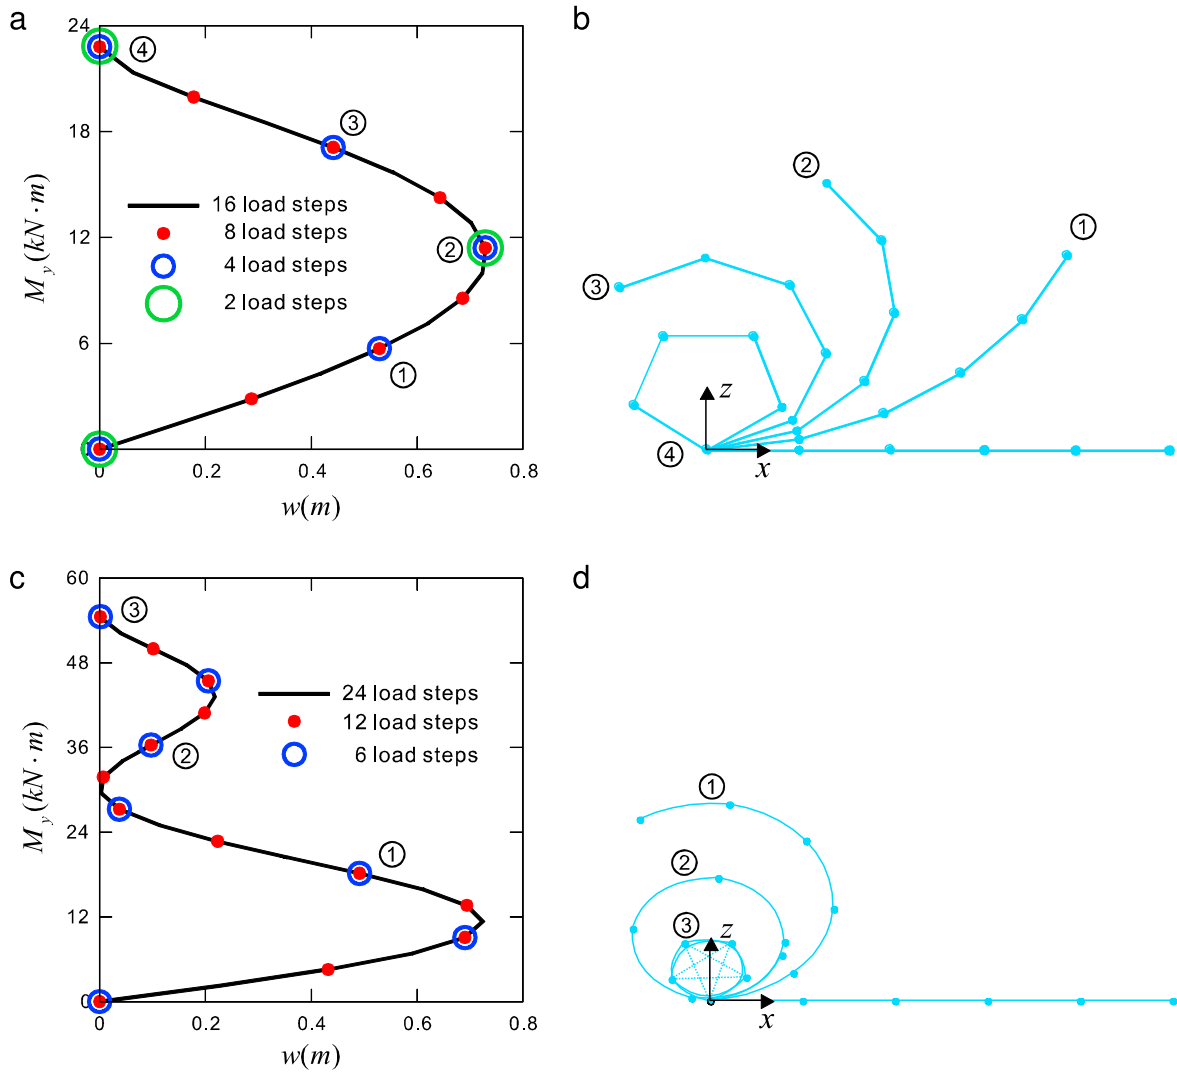 a
24
18
12
6
0
M_y(kN · m)
④
③
②
①
16 load steps
8 load steps
4 load steps
2 load steps
0
0.2
0.4
0.6
0.8
w(m)
b
②
①
③
④
z
x
c
60
48
36
24
12
0
M_y(kN · m)
③
②
①
24 load steps
12 load steps
6 load steps
0
0.2
0.4
0.6
0.8
w(m)
d
①
②
③
z
x